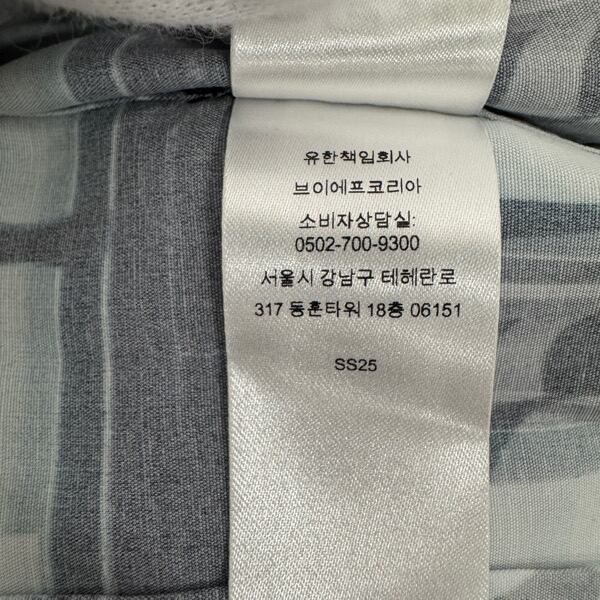 유한책임회사
브이에프코리아
소비자상담실:
0502-700-9300
서울시 강남구 테헤란로
317 동훈타워 18층 06151
SS25